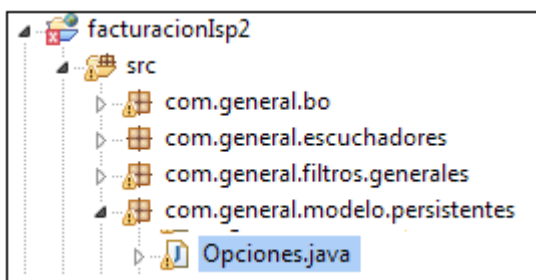 facturacionIsp2
src
com.general.bo
com.general.escuchadores
com.general.filtros.generales
com.general.modelo.persistentes
Opciones.java